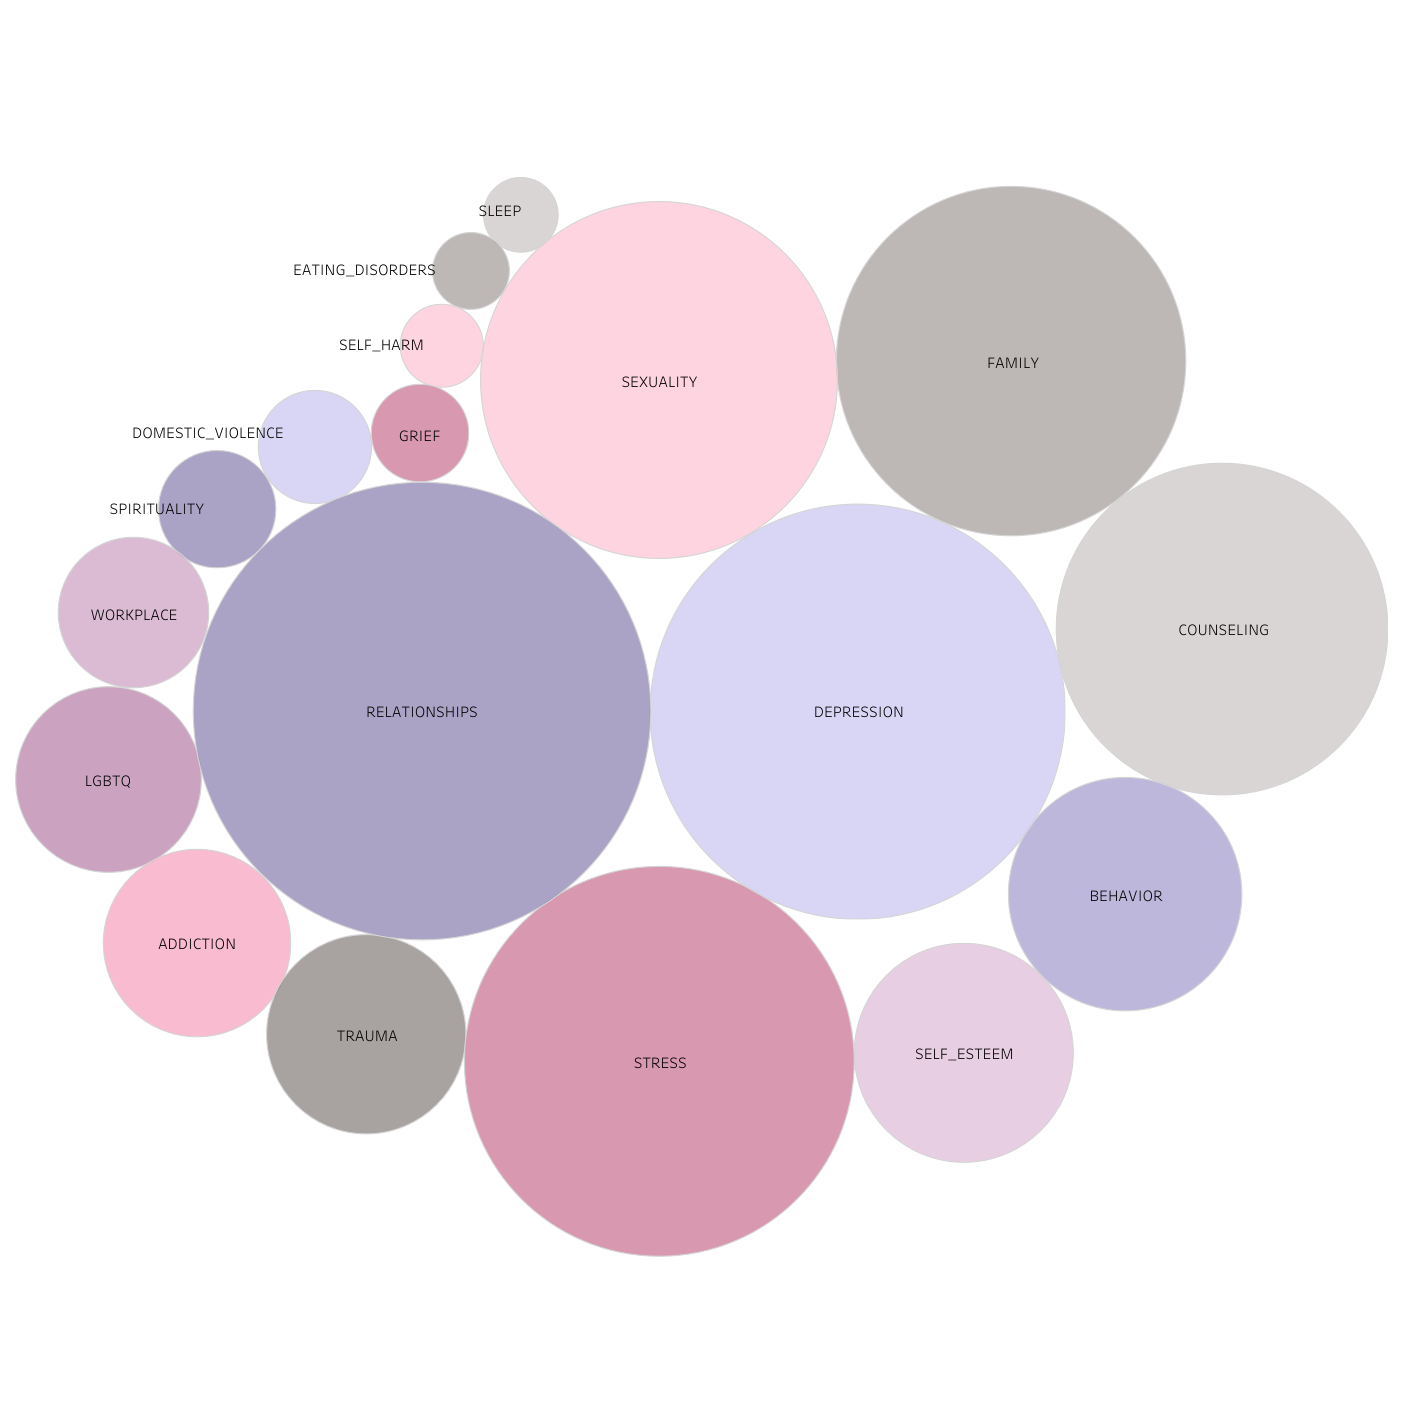 SLEEP
EATING_DISORDERS
SELF_HARM
FAMILY
SEXUALITY
DOMESTIC_VIOLENCE
GRIEF
SPIRITUALITY
WORKPLACE
COUNSELING
RELATIONSHIPS
DEPRESSION
LGBTQ
BEHAVIOR
ADDICTION
TRAUMA
SELF_ESTEEM
STRESS